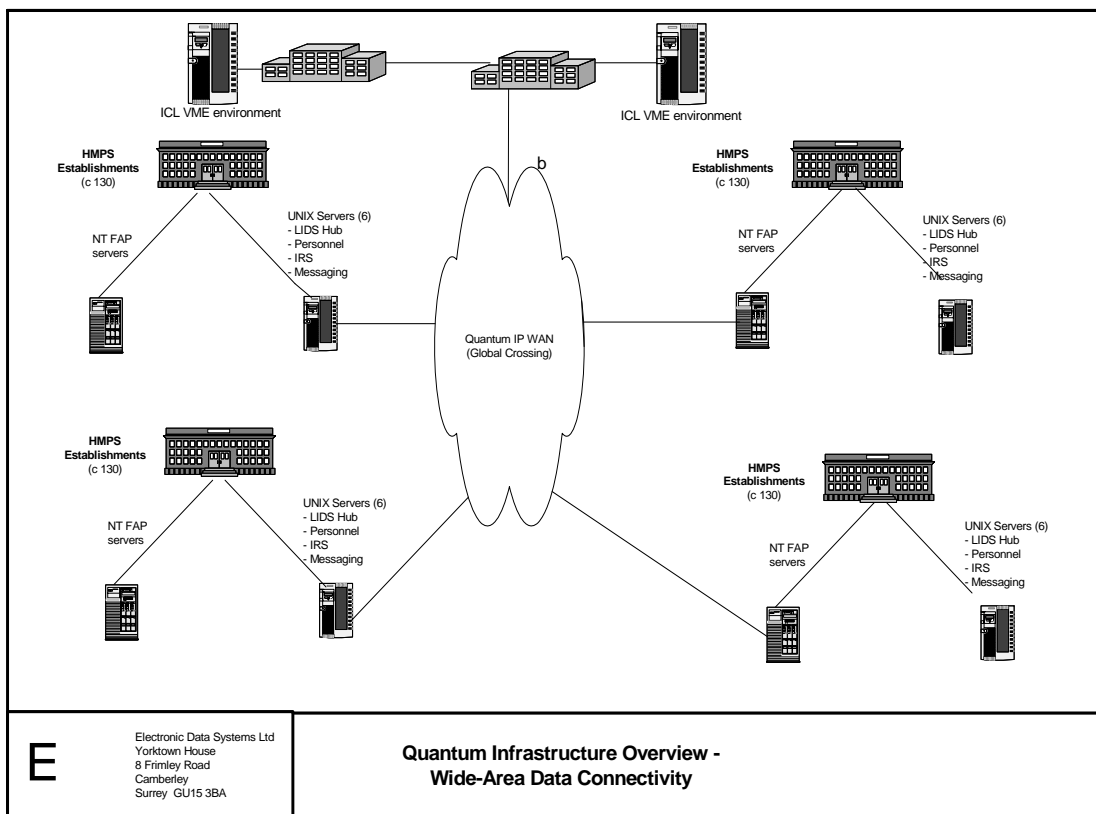 ICL VME environment
ICL VME environment
HMPS
Establishments
(c 130)
b
HMPS
Establishments
(c 130)
NT FAP
servers
UNIX Servers (6)
- LIDS Hub
- Personnel
- IRS
- Messaging
NT FAP
servers
UNIX Servers (6)
- LIDS Hub
- Personnel
- IRS
- Messaging
Quantum IP WAN
(Global Crossing)
HMPS
Establishments
(c 130)
HMPS
Establishments
(c 130)
NT FAP
servers
UNIX Servers (6)
- LIDS Hub
- Personnel
- IRS
- Messaging
NT FAP
servers
UNIX Servers (6)
- LIDS Hub
- Personnel
- IRS
- Messaging
E
Electronic Data Systems Ltd
Yorktown House
8 Frimley Road
Camberley
Surrey GU15 3BA
Quantum Infrastructure Overview -
Wide-Area Data Connectivity